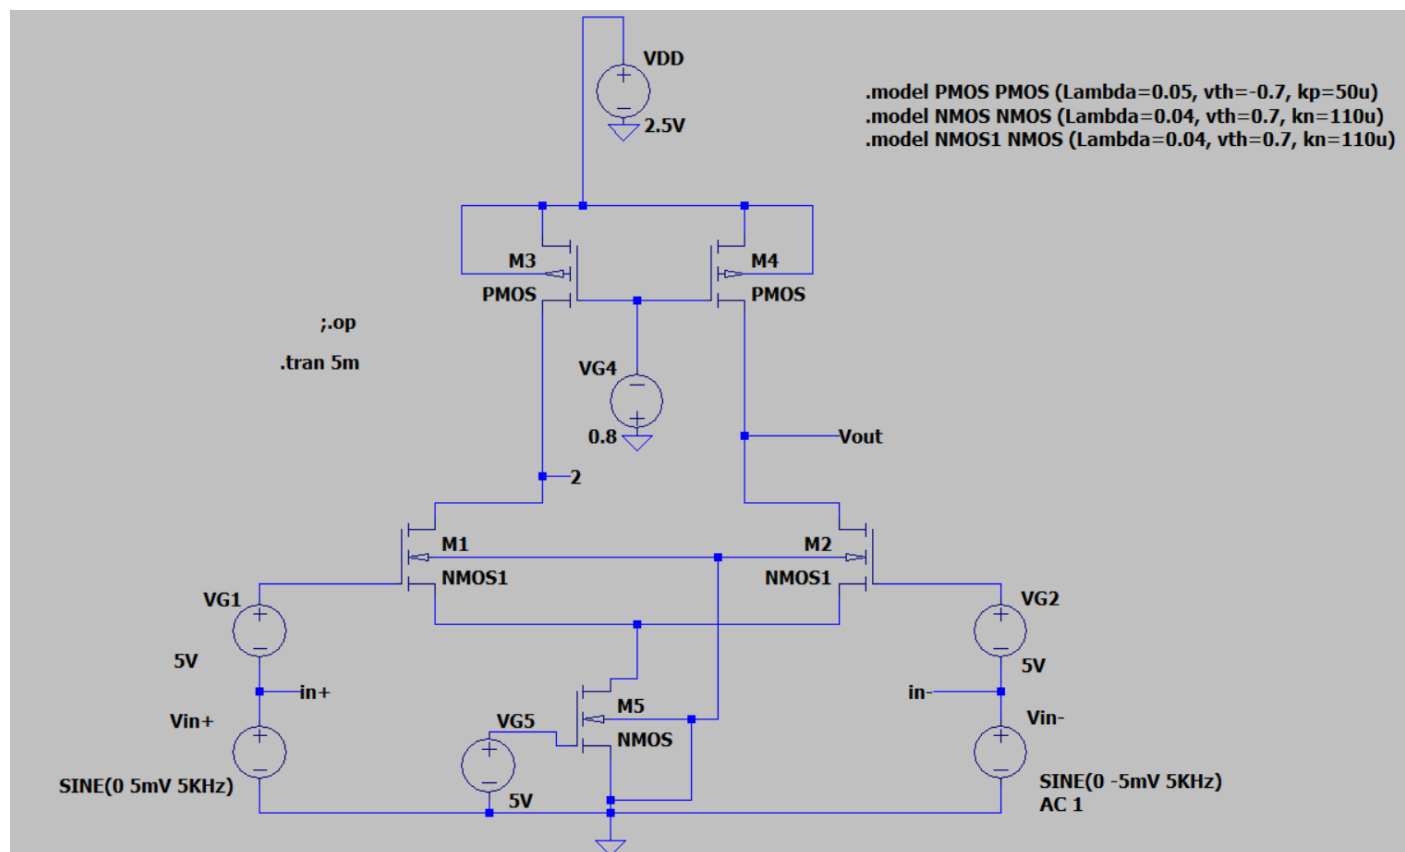 VDD
2.5V
.model PMOS PMOS (Lambda=0.05, vth=-0.7, kp=50u)
.model NMOS NMOS (Lambda=0.04, vth=0.7, kn=110u)
.model NMOS1 NMOS (Lambda=0.04, vth=0.7, kn=110u)
M3
PMOS
M4
PMOS
;.op
.tran 5m
VG4
0.8
Vout
2
M1
NMOS1
M2
NMOS1
VG1
5V
VG2
5V
in+
in-
Vin+
SINE(0 5mV 5KHz)
VG5
5V
M5
NMOS
Vin-
SINE(0 -5mV 5KHz)
AC 1